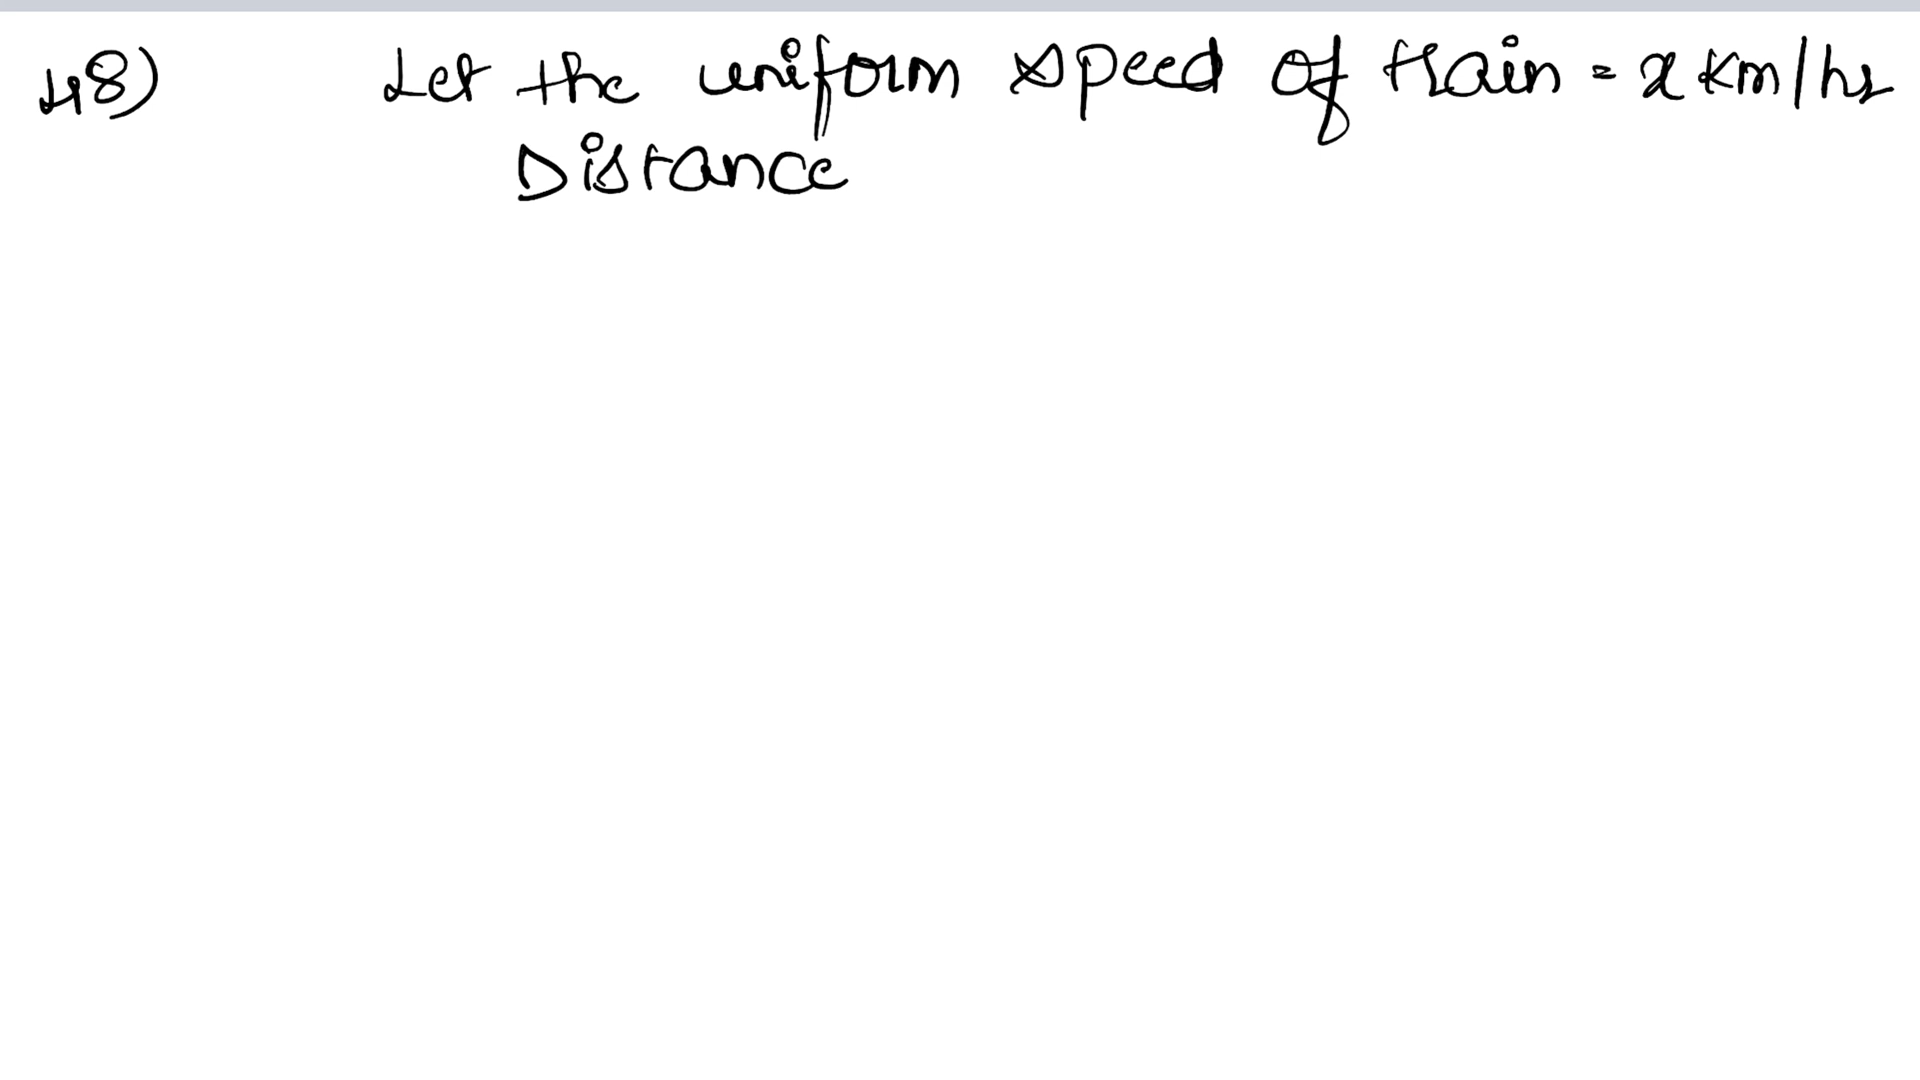 48) Let the uniform speed of train = x km/hr
Distance